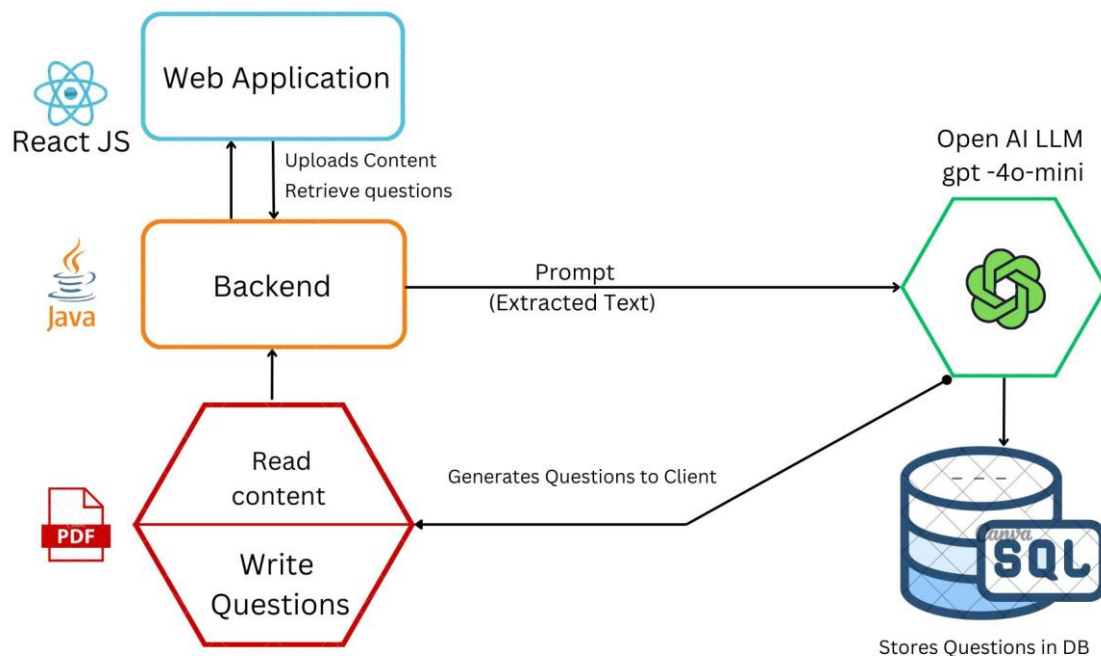 Web Application
React JS
Uploads Content
Retrieve questions
Open AI LLM
gpt -4o-mini
Java
Backend
Prompt
(Extracted Text)
Read
content
Generates Questions to Client
PDF
Write
Questions
- - -
Canva
SQL
Stores Questions in DB